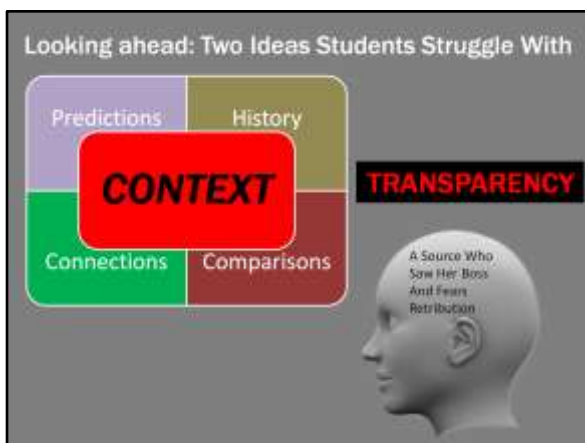 Looking ahead: Two Ideas Students Struggle With
Predictions
History
CONTEXT
Connections
Comparisons
TRANSPARENCY
A Source Who
Saw Her Boss
And Fears
Retribution